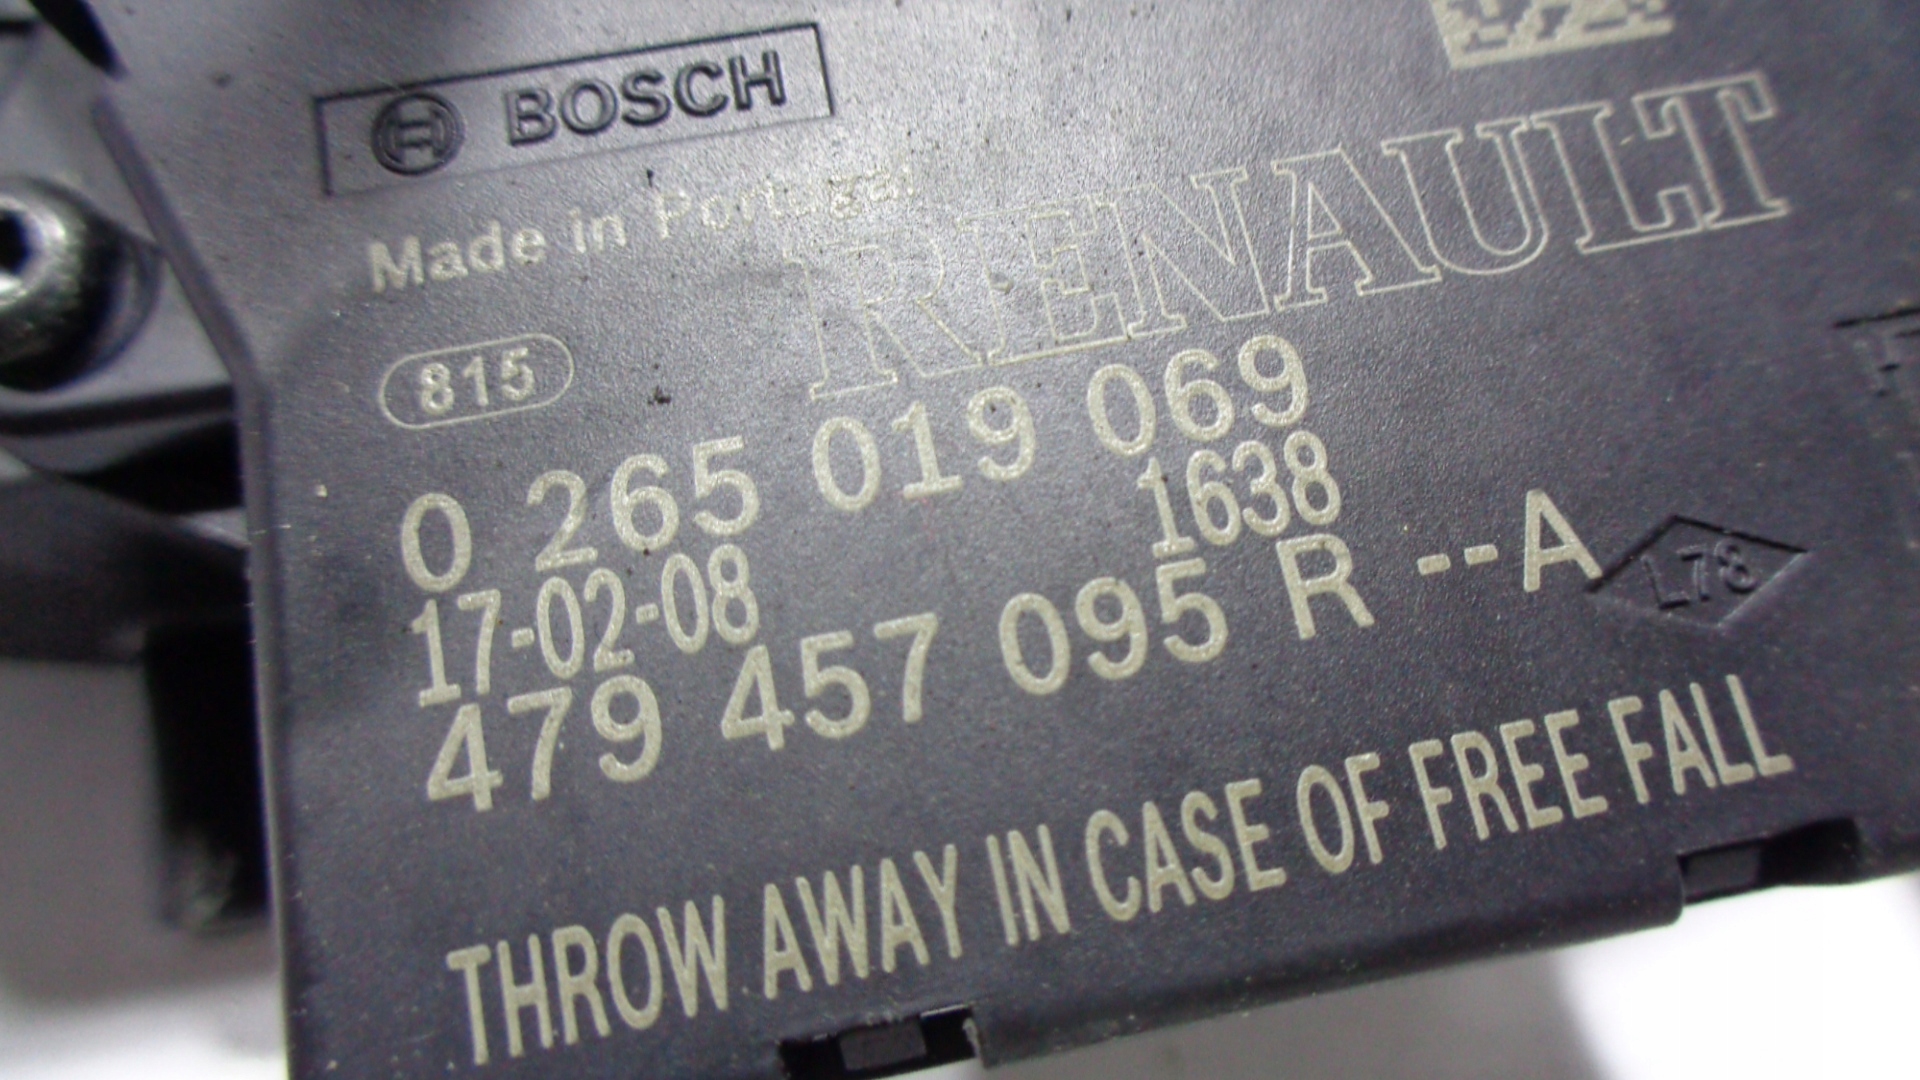 BOSCH
Made in Portugal
RENAULT
815
0 265 019 069
17-02-08 1638
479 457 095 R --A
L78
THROW AWAY IN CASE OF FREE FALL